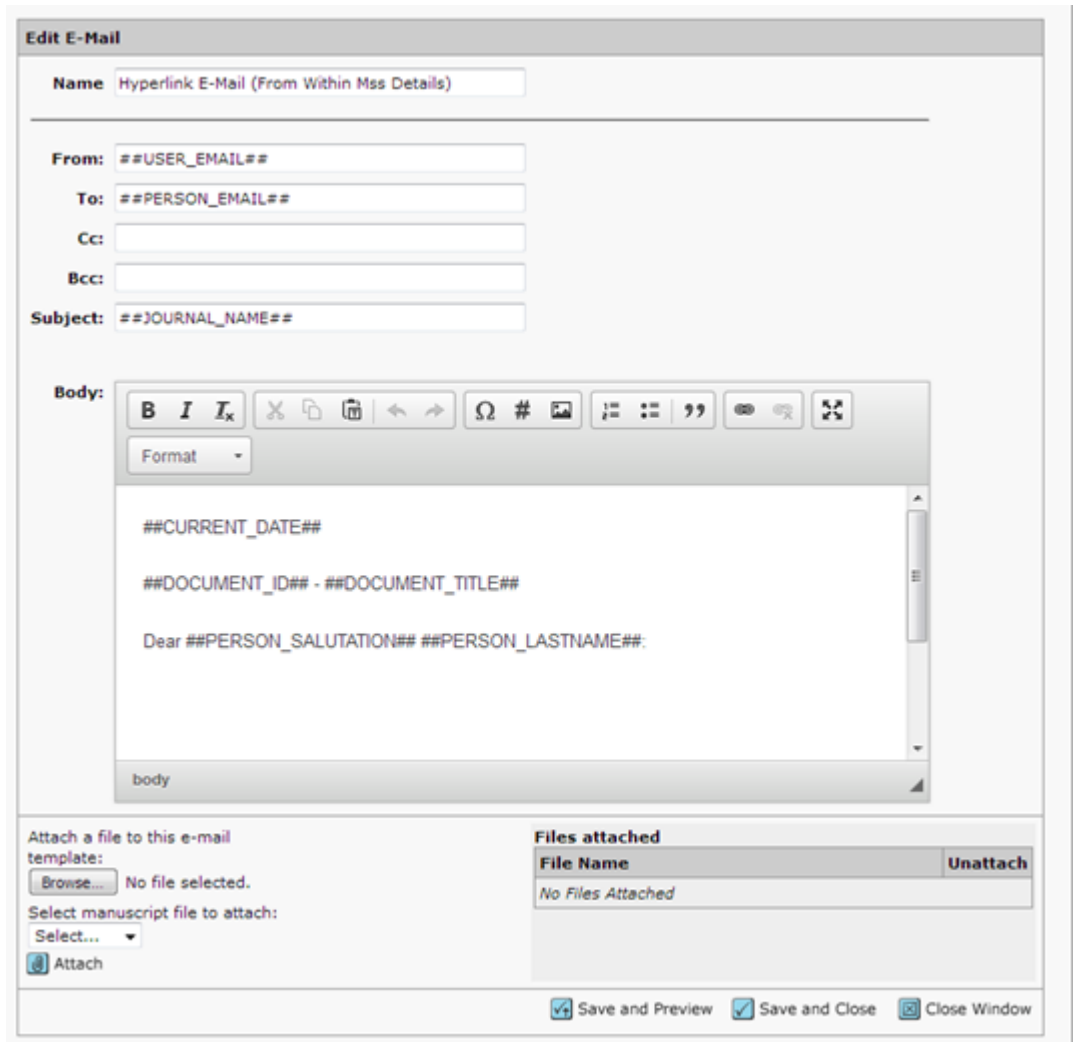 Edit E-Mail
Name Hyperlink E-Mail (From Within Mss Details)
From: ##USER_EMAIL##
To: ##PERSON_EMAIL##
Cc:
Bcc:
Subject: ##JOURNAL_NAME##
Body:
B I Ix Ω # 99
Format
##CURRENT_DATE##
##DOCUMENT_ID## - ##DOCUMENT_TITLE##
Dear ##PERSON_SALUTATION## ##PERSON_LASTNAME##:
body
Attach a file to this e-mail
template:
Browse... No file selected.
Select manuscript file to attach:
Select...
Attach
Files attached
File Name Unattach
No Files Attached
Save and Preview Save and Close Close Window